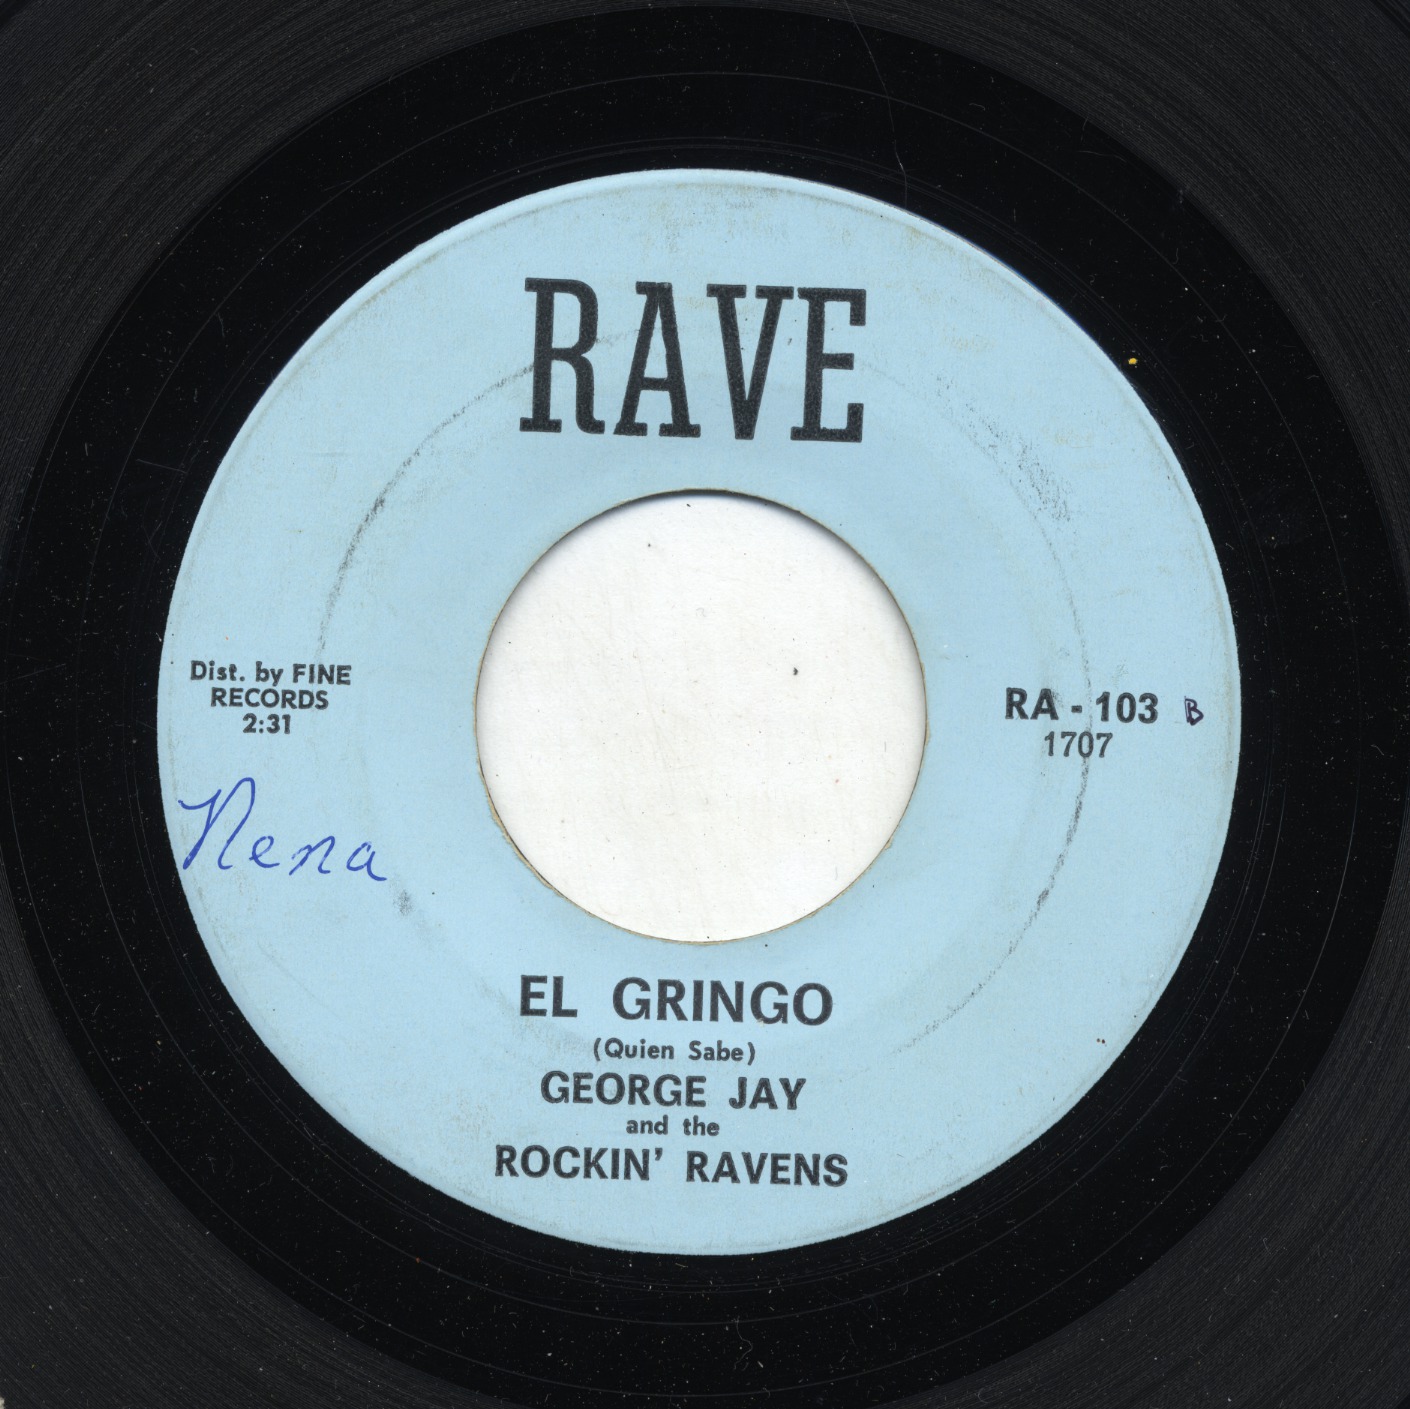 RAVE
Dist. by FINE
RECORDS
2:31
RA - 103 B
1707
Nena
EL GRINGO
(Quien Sabe)
GEORGE JAY
and the
ROCKIN' RAVENS